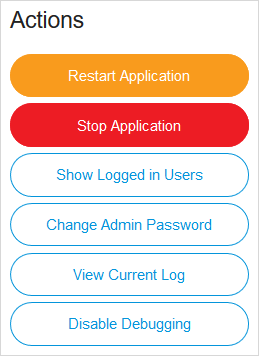 Actions
Restart Application
Stop Application
Show Logged in Users
Change Admin Password
View Current Log
Disable Debugging